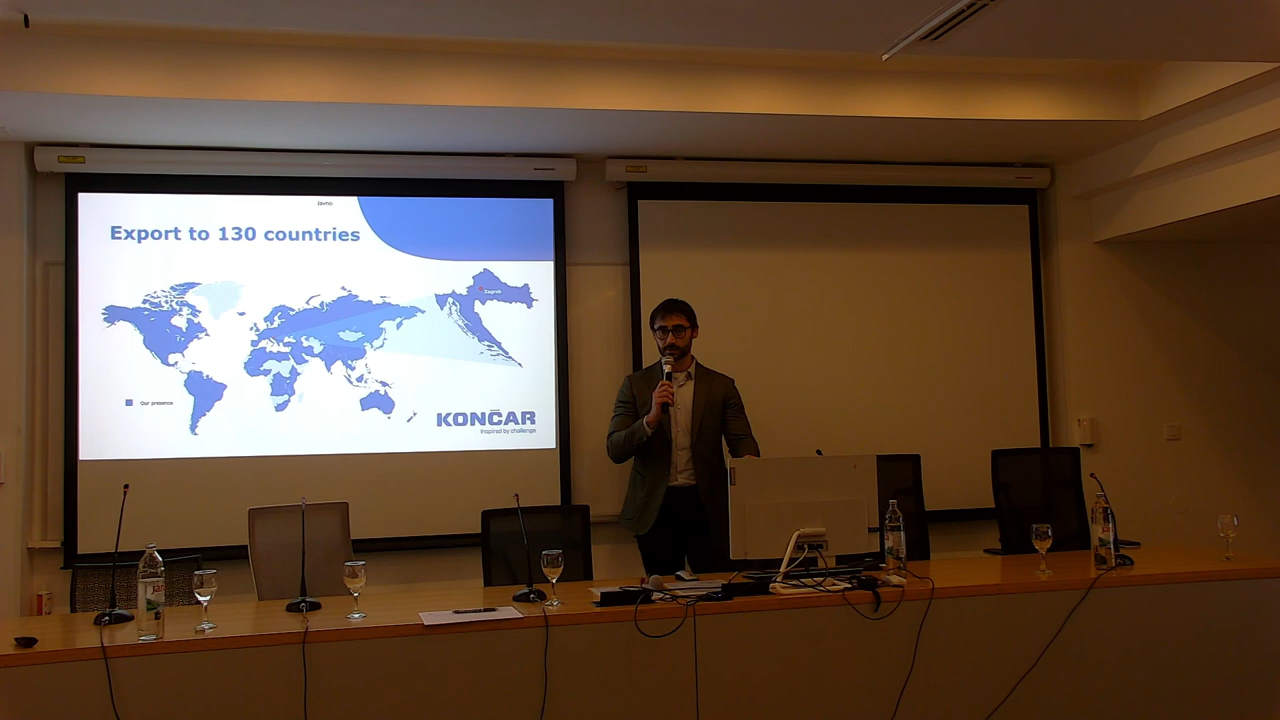 Javno
Export to 130 countries
Zagreb
Our presence
KONČAR
Inspired by challenge